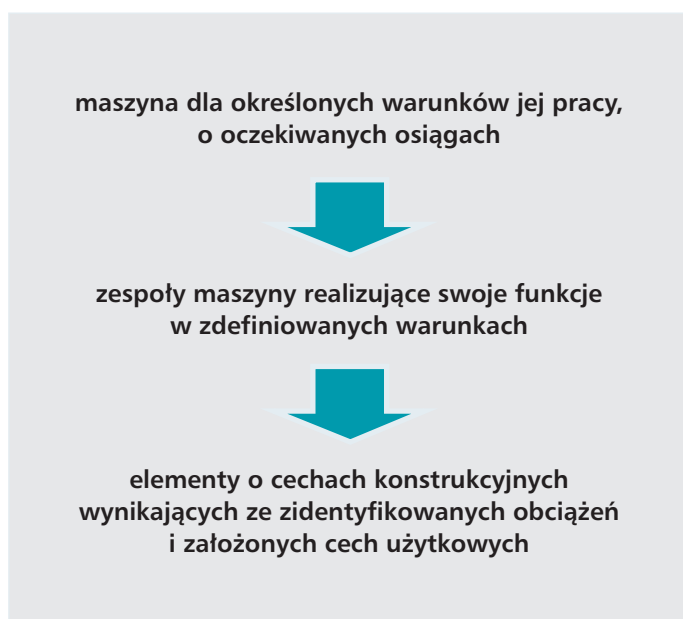 maszyna dla określonych warunków jej pracy,
o oczekiwanych osiągach
zespoły maszyny realizujące swoje funkcje
w zdefiniowanych warunkach
elementy o cechach konstrukcyjnych
wynikających ze zidentyfikowanych obciążeń
i założonych cech użytkowych